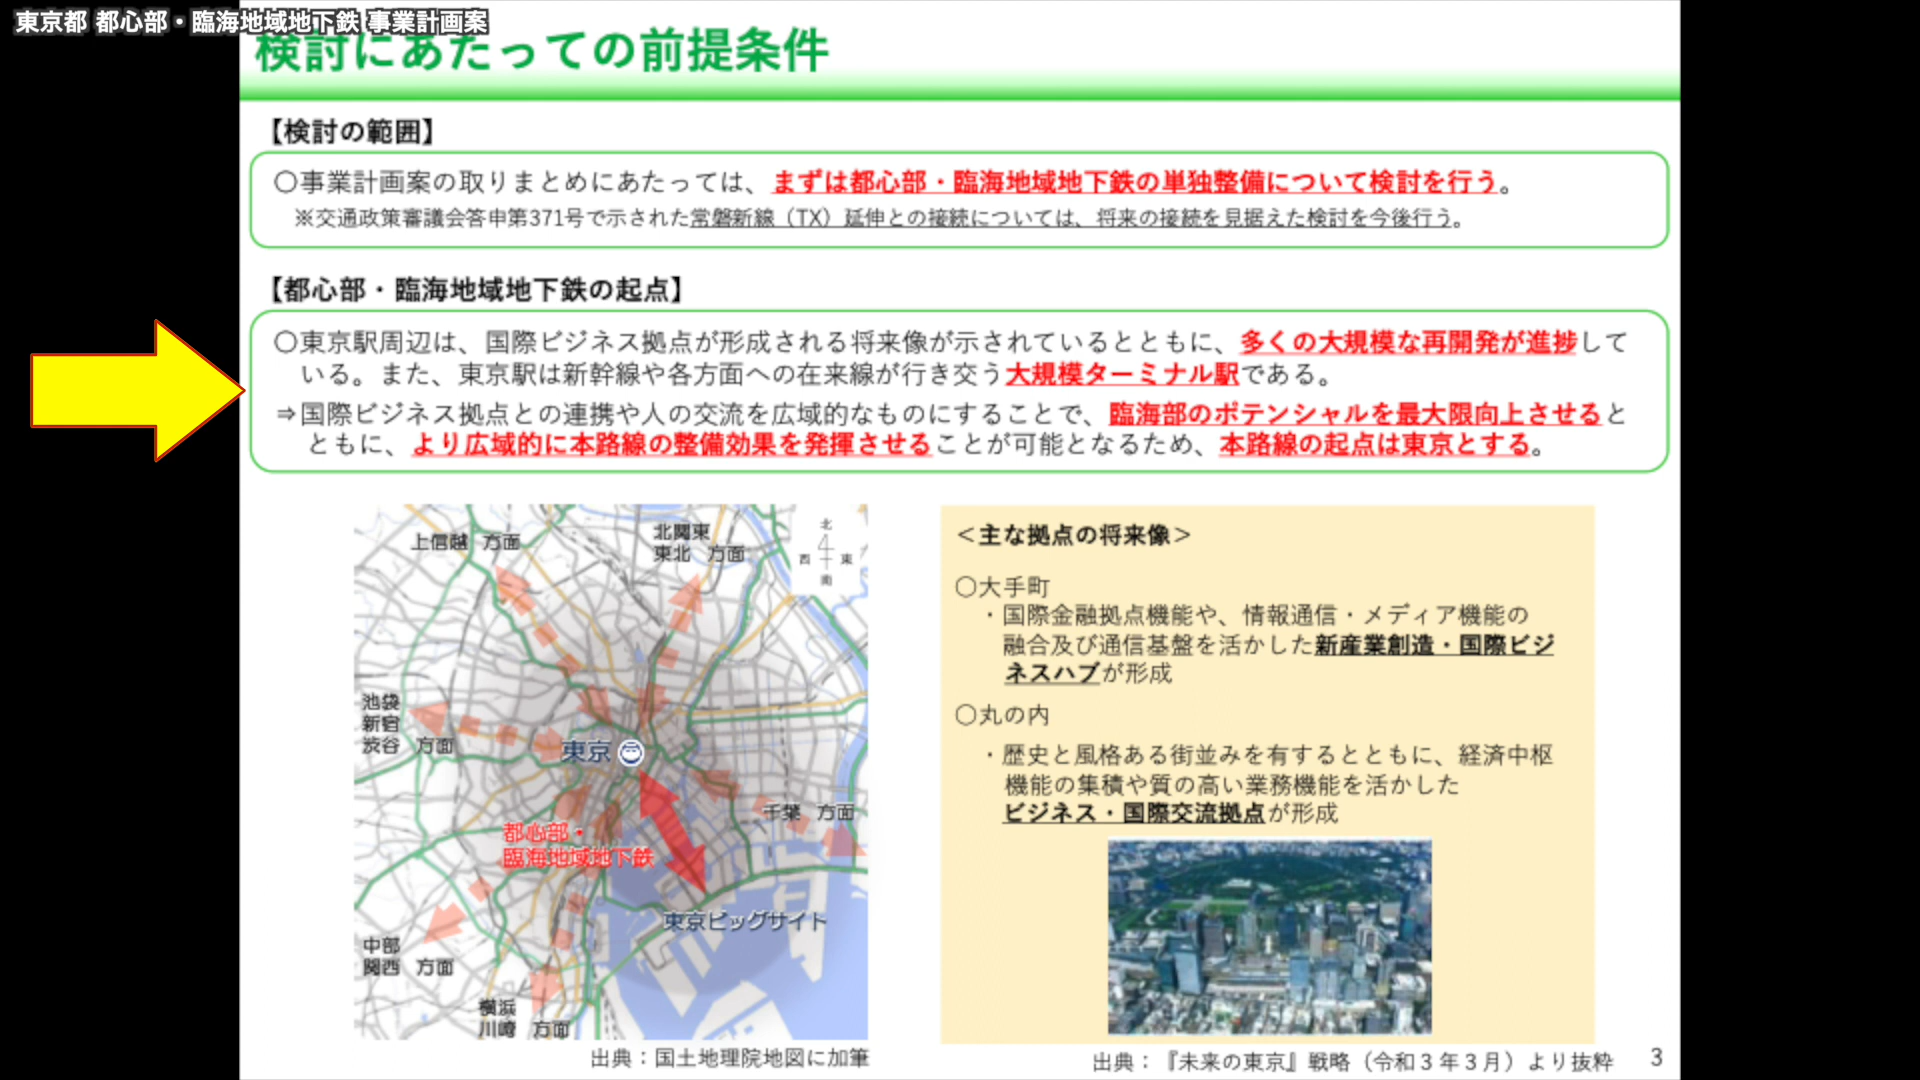 東京都 都心部・臨海地域地下鉄 事業計画案
検討にあたっての前提条件
【検討の範囲】
○事業計画案の取りまとめにあたっては、まずは都心部・臨海地域地下鉄の単独整備について検討を行う。
※交通政策審議会答申第371号で示された常磐新線（TX）延伸との接続については、将来の接続を見据えた検討を今後行う。
【都心部・臨海地域地下鉄の起点】
○東京駅周辺は、国際ビジネス拠点が形成される将来像が示されているとともに、多くの大規模な再開発が進捗して
いる。また、東京駅は新幹線や各方面への在来線が行き交う大規模ターミナル駅である。
⇒国際ビジネス拠点との連携や人の交流を広域的なものにすることで、臨海部のポテンシャルを最大限向上させると
ともに、より広域的に本路線の整備効果を発揮させることが可能となるため、本路線の起点は東京とする。
上信越 方面
北関東
東北 方面
北
西 東
南
池袋
新宿
渋谷 方面
東京
千葉 方面
都心部・
臨海地域地下鉄
東京ビッグサイト
中部
関西 方面
横浜
川崎 方面
出典：国土地理院地図に加筆
＜主な拠点の将来像＞
○大手町
・国際金融拠点機能や、情報通信・メディア機能の
融合及び通信基盤を活かした新産業創造・国際ビジ
ネスハブが形成
○丸の内
・歴史と風格ある街並みを有するとともに、経済中枢
機能の集積や質の高い業務機能を活かした
ビジネス・国際交流拠点が形成
出典：『未来の東京』戦略（令和３年３月）より抜粋
3